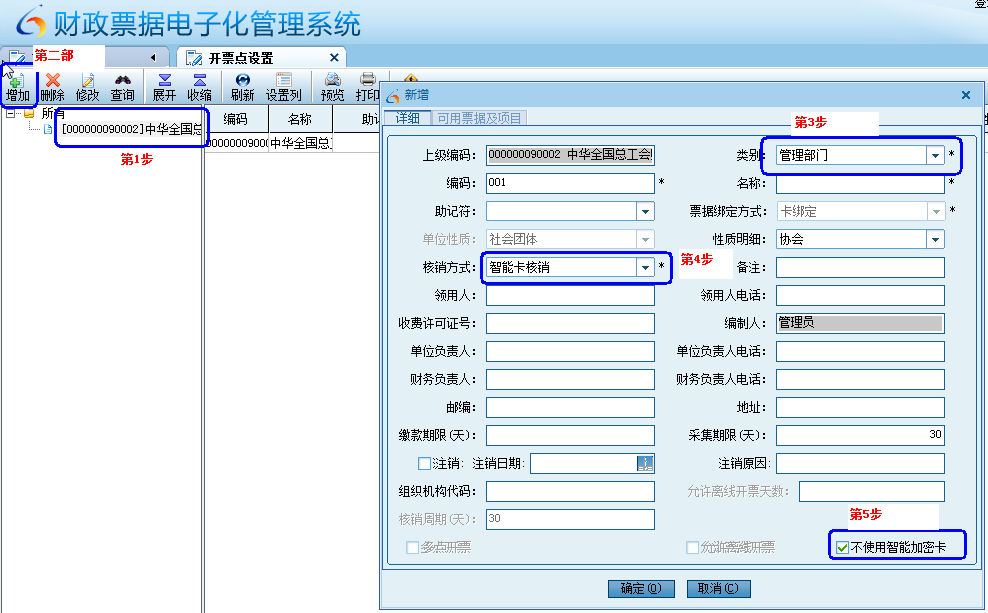 财政票据电子化管理系统
第二部
开票点设置
增加 删除 修改 查询 展开 收缩 刷新 设置列 预览 打印
所有
[000000090002]中华全国总
第1步
编码 名称 助
0000000900 中华全国总
新增
详细 可用票据及项目
第3步
上级编码: 000000090002 中华全国总工会
类别: 管理部门 *
编码: 001 *
名称: *
助记符:
票据绑定方式: 卡绑定 *
单位性质: 社会团体
性质明细: 协会
核销方式: 智能卡核销 *
第4步
备注:
领用人:
领用人电话:
收费许可证号:
编制人: 管理员
单位负责人:
单位负责人电话:
财务负责人:
财务负责人电话:
邮编:
地址:
缴款期限(天):
采集期限(天): 30
注销: 注销日期:
注销原因:
组织机构代码:
允许离线开票天数:
核销周期(天): 30
第5步
多点开票
允许离线开票
不使用智能加密卡
确定(O) 取消(C)